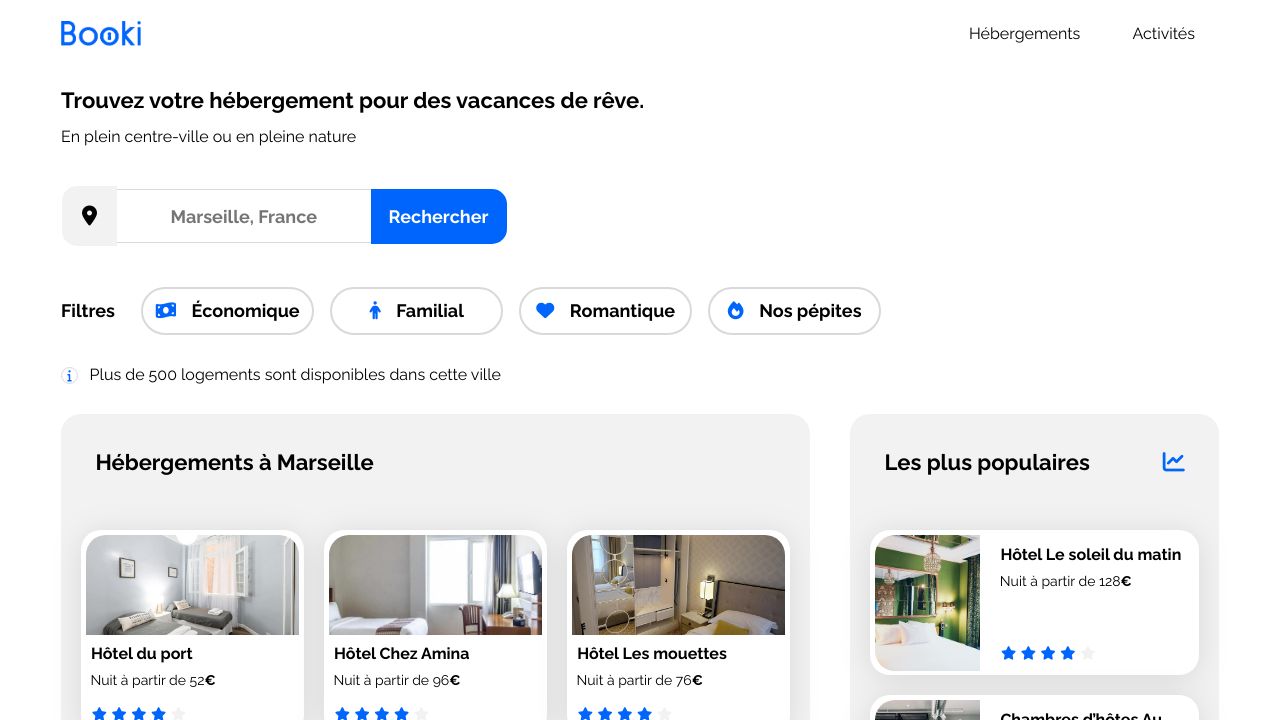 Booki
Hébergements
Activités
Trouvez votre hébergement pour des vacances de rêve.
En plein centre-ville ou en pleine nature
Marseille, France
Rechercher
Filtres
Économique
Familial
Romantique
Nos pépites
Plus de 500 logements sont disponibles dans cette ville
Hébergements à Marseille
Hôtel du port
Nuit à partir de 52€
Hôtel Chez Amina
Nuit à partir de 96€
Hôtel Les mouettes
Nuit à partir de 76€
Les plus populaires
Hôtel Le soleil du matin
Nuit à partir de 128€
Chambres d'hôtes Au